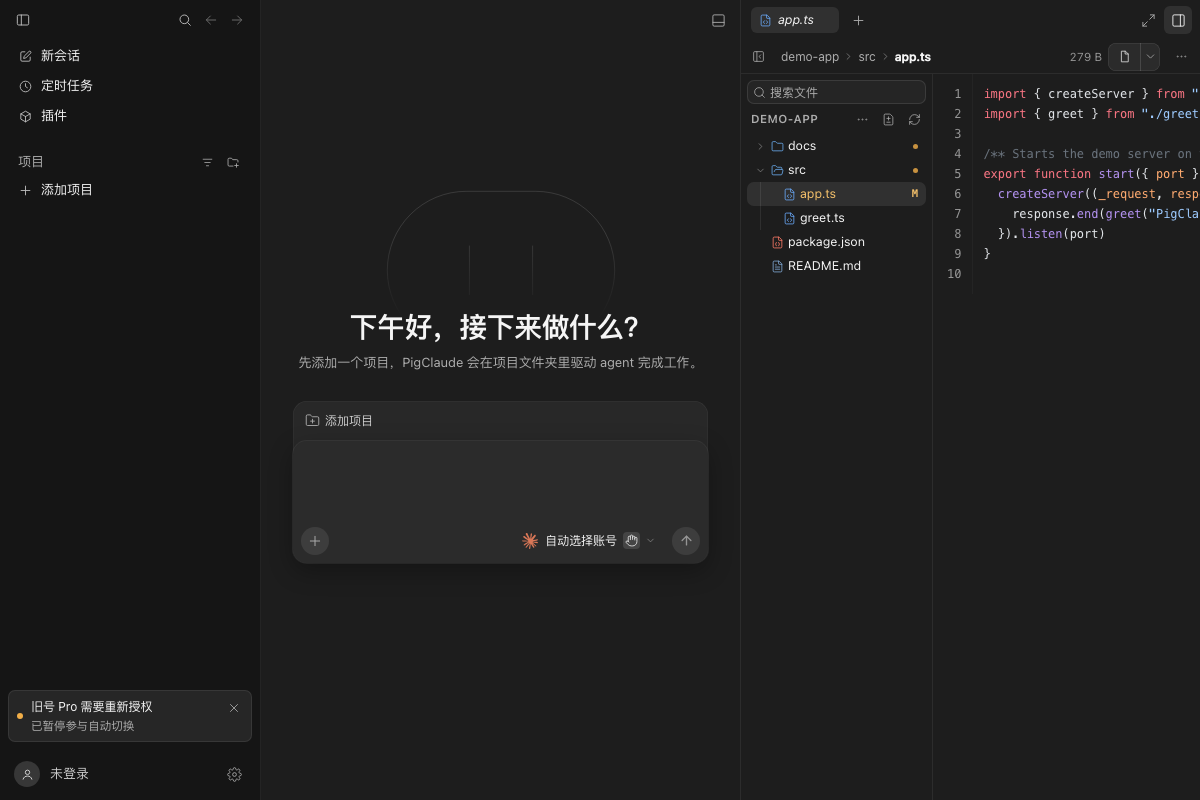 新会话
定时任务
插件
项目
添加项目
旧号 Pro 需要重新授权
已暂停参与自动切换
未登录
下午好，接下来做什么?
先添加一个项目，PigClaude 会在项目文件夹里驱动 agent 完成工作。
添加项目
自动选择账号
app.ts
demo-app src app.ts
279 B
搜索文件
DEMO-APP
docs
src
app.ts M
greet.ts
package.json
README.md
1 import { createServer } from "
2 import { greet } from "./greet
3
4 /** Starts the demo server on
5 export function start({ port }
6 createServer((_request, resp
7 response.end(greet("PigCla
8 }).listen(port)
9 }
10